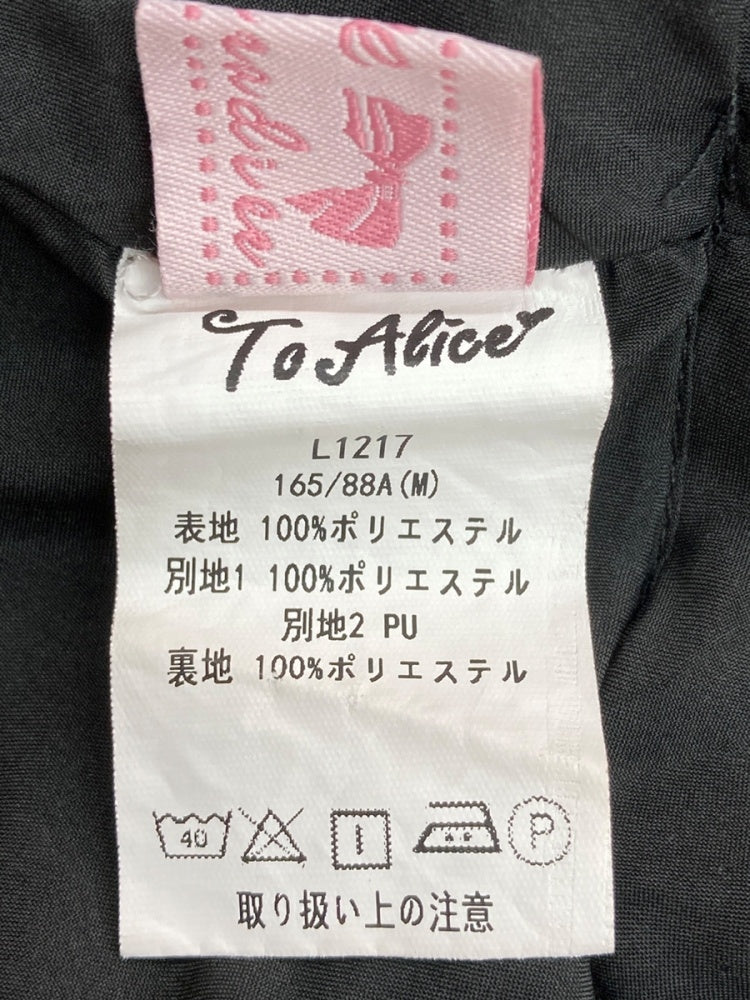 To Alice
L1217
165/88A(M)
表地 100%ポリエステル
別地1 100%ポリエステル
別地2 PU
裏地 100%ポリエステル
40
P
取り扱い上の注意